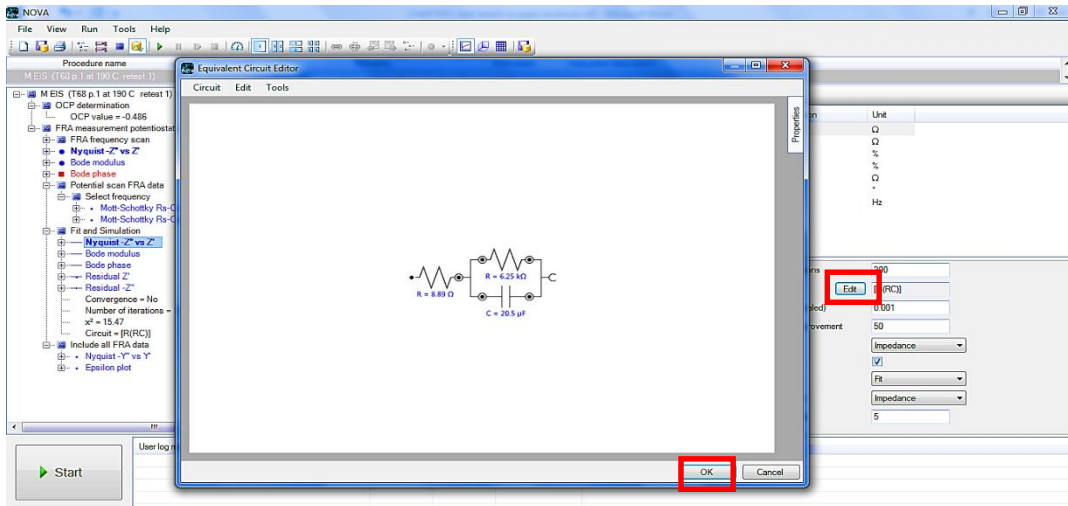 NOVA
File View Run Tools Help
Procedure name
M EIS (T68 p.1 at 190 C retest 1)
M EIS (T68 p.1 at 190 C retest 1)
OCP determination
OCP value = -0.486
FRA measurement potentiostat
FRA frequency scan
Nyquist -Z" vs Z'
Bode modulus
Bode phase
Potential scan FRA data
Select frequency
Mott-Schottky Rs-C
Mott-Schottky Rs-C
Fit and Simulation
Nyquist -Z" vs Z'
Bode modulus
Bode phase
Residual Z'
Residual -Z"
Convergence = No
Number of iterations =
x² = 15.47
Circuit = [R(RC)]
Include all FRA data
Nyquist -Y" vs Y'
Epsilon plot
Start
User log m
Equivalent Circuit Editor
Circuit Edit Tools
Properties
R = 8.89 Ω
R = 6.25 kΩ
C = 20.5 µF
OK Cancel
on Unit
Ω
Ω
%
%
Ω
°
Hz
ons 300
Edit [R(RC)]
led) 0.001
rovement 50
Impedance
Fit
Impedance
5